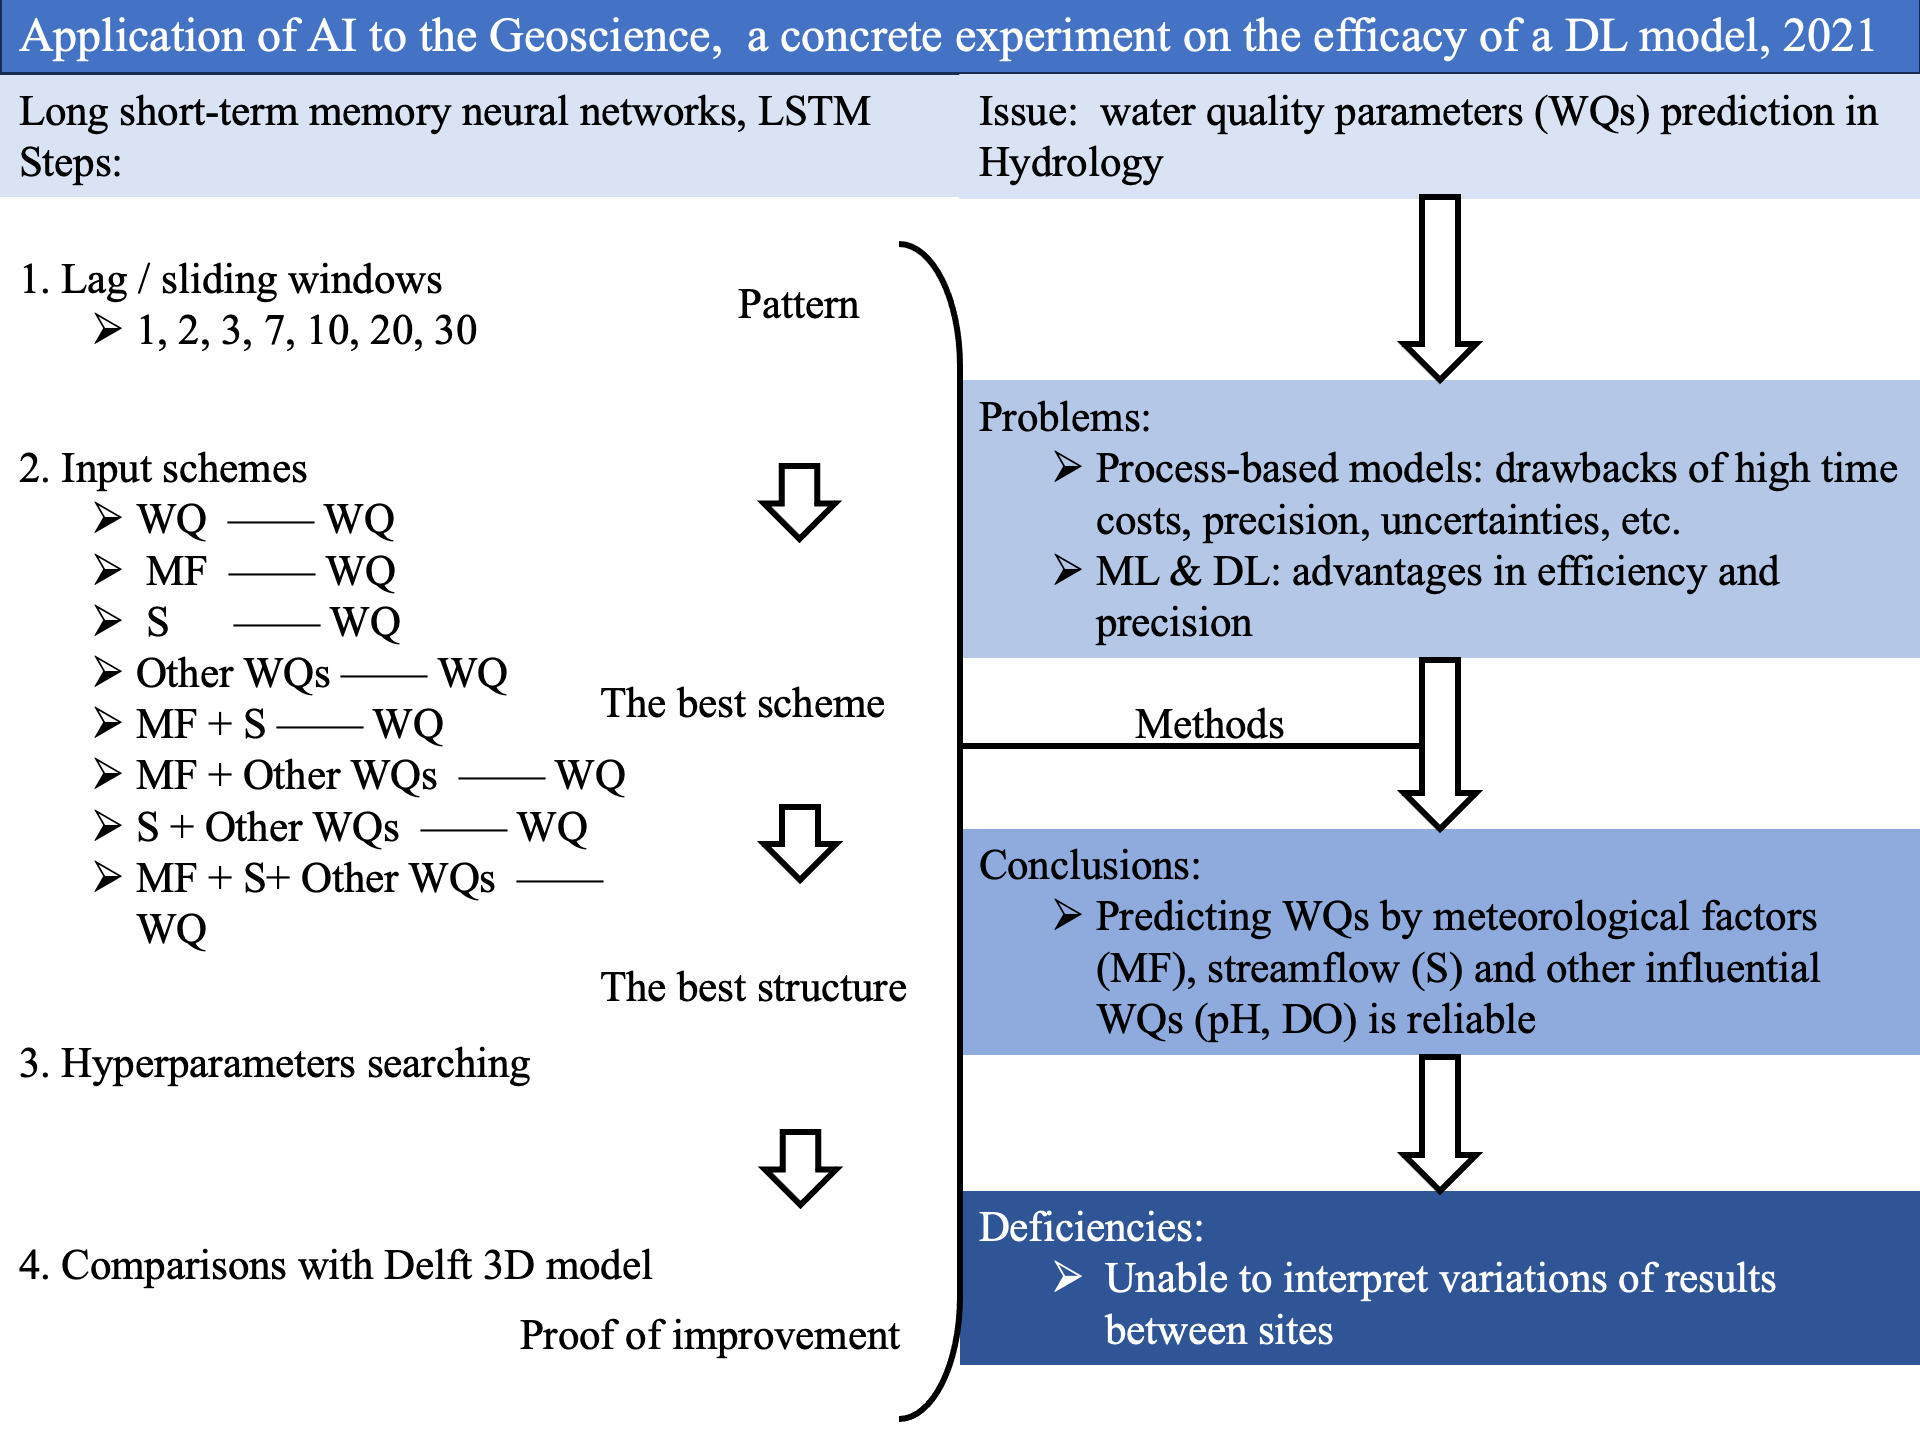 Application of AI to the Geoscience,  a concrete experiment on the efficacy of a DL model, 2021
Long short-term memory neural networks, LSTM
Steps:
1. Lag / sliding windows
➢ 1, 2, 3, 7, 10, 20, 30
Pattern
2. Input schemes
➢ WQ —— WQ
➢ MF —— WQ
➢ S —— WQ
➢ Other WQs —— WQ
➢ MF + S —— WQ
➢ MF + Other WQs —— WQ
➢ S + Other WQs —— WQ
➢ MF + S+ Other WQs ——
WQ
The best scheme
The best structure
3. Hyperparameters searching
4. Comparisons with Delft 3D model
Proof of improvement
Issue:  water quality parameters (WQs) prediction in
Hydrology
Problems:
➢ Process-based models: drawbacks of high time
costs, precision, uncertainties, etc.
➢ ML & DL: advantages in efficiency and
precision
Methods
Conclusions:
➢ Predicting WQs by meteorological factors
(MF), streamflow (S) and other influential
WQs (pH, DO) is reliable
Deficiencies:
➢ Unable to interpret variations of results
between sites